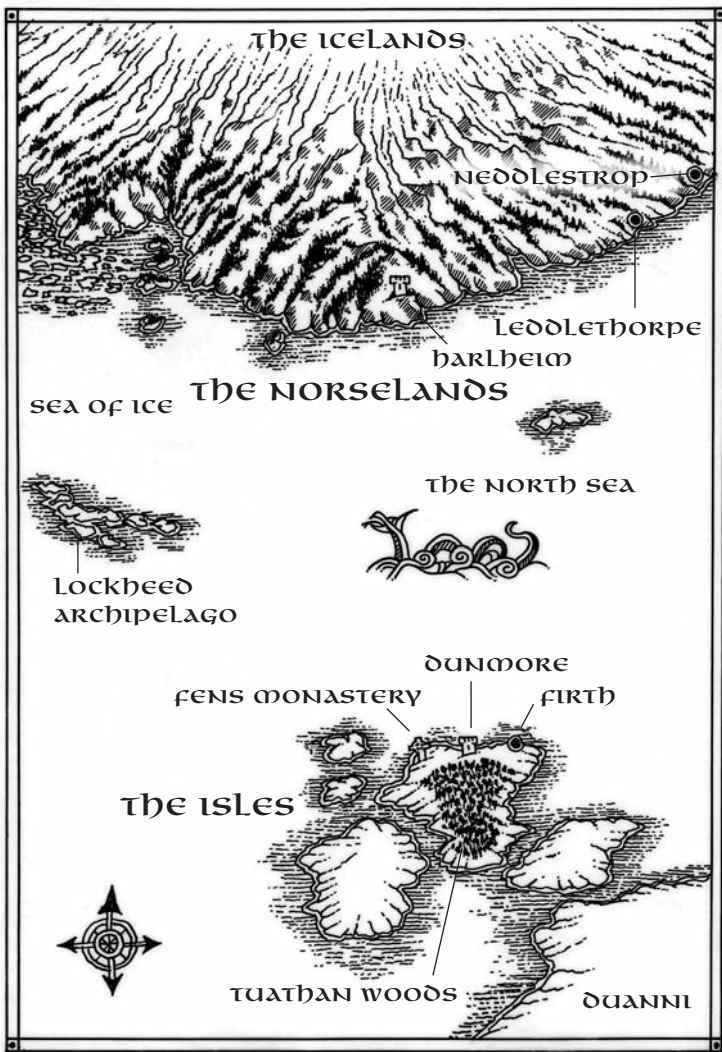 THE ICELANDS
NEDDLESTROP
LEDDLETHORPE
HARLHEIM
THE NORSELANDS
SEA OF ICE
THE NORTH SEA
LOCKHEED
ARCHIPELAGO
DUNMORE
FENS MONASTERY
FIRTH
THE ISLES
TUATHAN WOODS
DUANNI